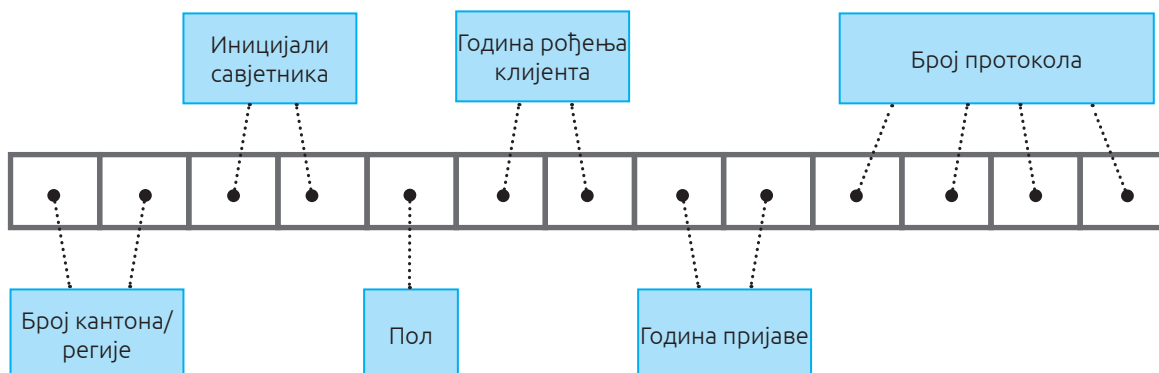 Иницијали
савјетника
Година рођења
клијента
Број протокола
Број кантона/
регије
Пол
Година пријаве